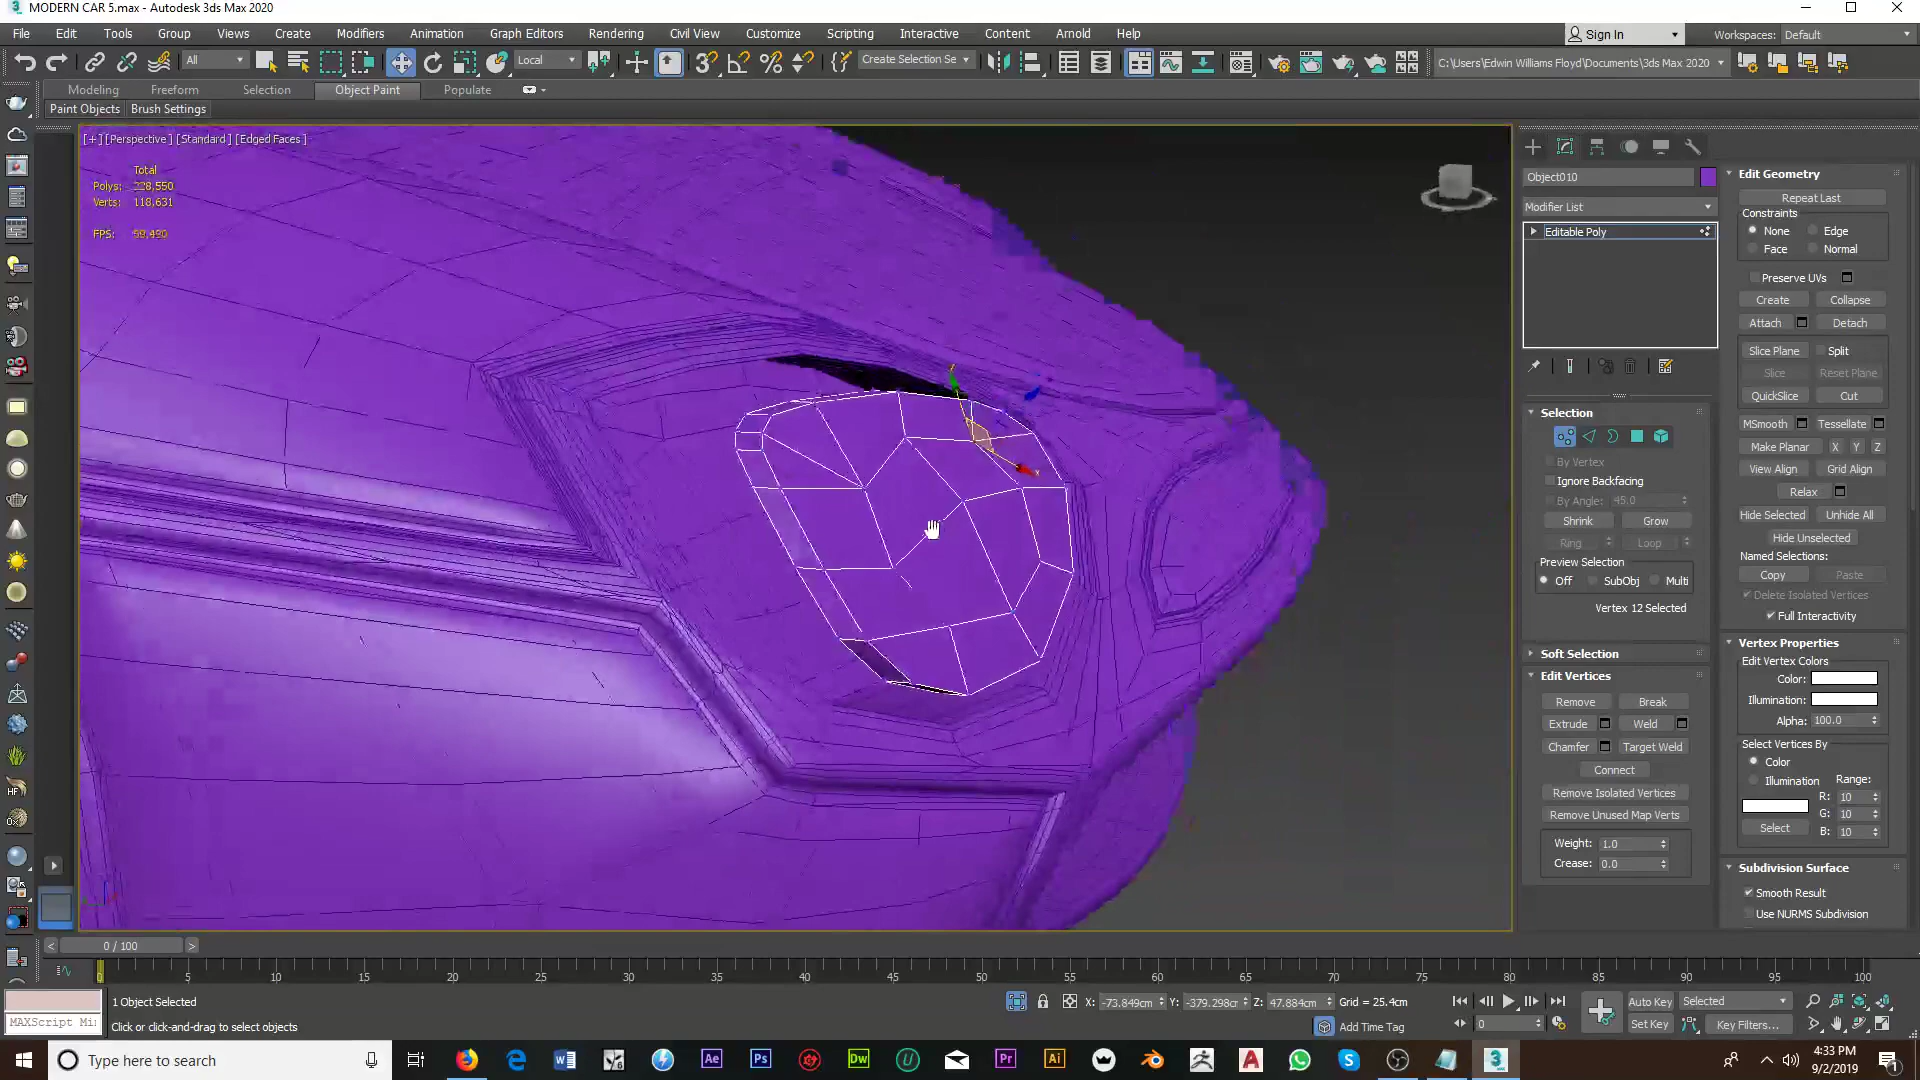 MODERN CAR 5.max - Autodesk 3ds Max 2020
File Edit Tools Group Views Create Modifiers Animation Graph Editors Rendering Civil View Customize Scripting Interactive Content Arnold Help
Sign In
Workspaces: Default
All
Local
Create Selection Se
C:\Users\Edwin Williams Floyd\Documents\3ds Max 2020
Modeling Freeform Selection Object Paint Populate
Paint Objects Brush Settings
[+] [Perspective] [Standard] [Edged Faces]
Total
Polys: 228,550
Verts: 118,631
FPS:
Object010
Modifier List
Editable Poly
Selection
By Vertex
Ignore Backfacing
By Angle: 45.0
Shrink Grow
Ring Loop
Preview Selection
Off SubObj Multi
Vertex 12 Selected
Soft Selection
Edit Vertices
Remove Break
Extrude Weld
Chamfer Target Weld
Connect
Remove Isolated Vertices
Remove Unused Map Verts
Weight: 1.0
Crease: 0.0
Edit Geometry
Repeat Last
Constraints
None Edge
Face Normal
Preserve UVs
Create Collapse
Attach Detach
Slice Plane Split
Slice Reset Plane
QuickSlice Cut
MSmooth Tessellate
Make Planar X Y Z
View Align Grid Align
Relax
Hide Selected Unhide All
Hide Unselected
Named Selections:
Copy Paste
Delete Isolated Vertices
Full Interactivity
Vertex Properties
Edit Vertex Colors
Color:
Illumination:
Alpha: 100.0
Select Vertices By
Color
Illumination Range:
R: 10
G: 10
Select B: 10
Subdivision Surface
Smooth Result
Use NURMS Subdivision
< 0 / 100 >
0 5 10 15 20 25 30 35 40 45 50 55 60 65 70 75 80 85 90 95 100
1 Object Selected
MAXScript Mi
Click or click-and-drag to select objects
X: -73.849cm Y: -379.298cm Z: 47.884cm Grid = 25.4cm
Add Time Tag
0
Auto Key Selected
Set Key Key Filters...
Type here to search
4:33 PM
9/2/2019